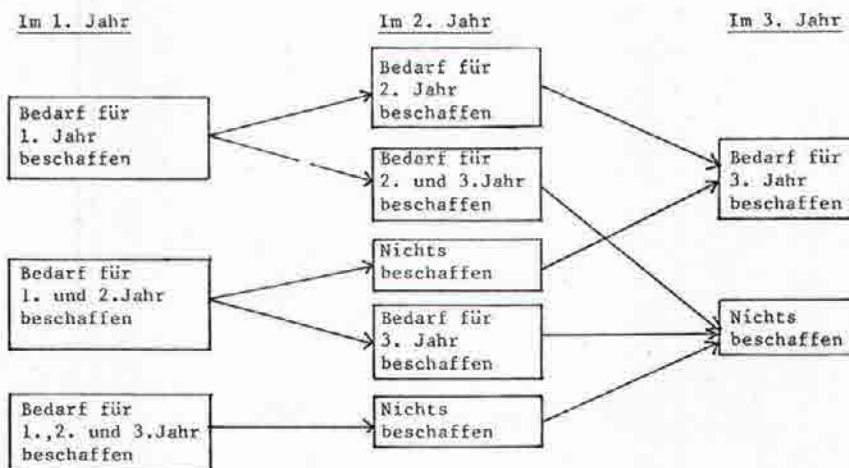 Im 1. Jahr
Im 2. Jahr
Im 3. Jahr
Bedarf für
1. Jahr
beschaffen
Bedarf für
1. und 2.Jahr
beschaffen
Bedarf für
1.,2. und 3.Jahr
beschaffen
Bedarf für
2. Jahr
beschaffen
Bedarf für
2. und 3.Jahr
beschaffen
Nichts
beschaffen
Bedarf für
3. Jahr
beschaffen
Nichts
beschaffen
Bedarf für
3. Jahr
beschaffen
Nichts
beschaffen